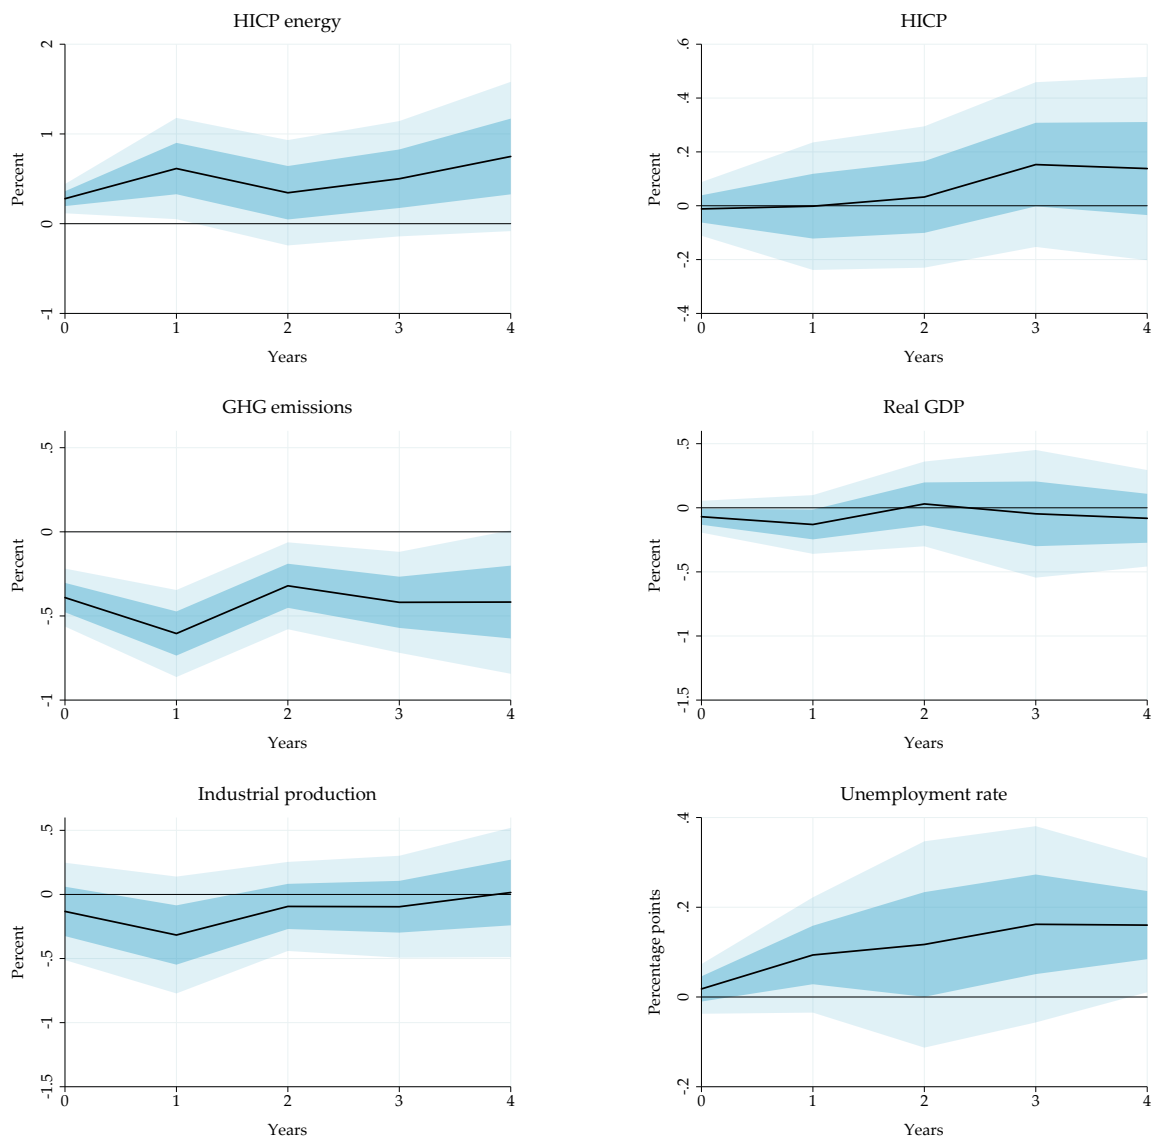 HICP energy
HICP
Percent
2
1
0
-1
0 1 2 3 4
Years
Percent
.6
.4
.2
0
-.2
-.4
0 1 2 3 4
Years
GHG emissions
Real GDP
Percent
.5
0
-.5
-1
0 1 2 3 4
Years
Percent
.5
0
-.5
-1
-1.5
0 1 2 3 4
Years
Industrial production
Unemployment rate
Percent
.5
0
-.5
-1
-1.5
0 1 2 3 4
Years
Percentage points
.4
.2
0
-.2
0 1 2 3 4
Years